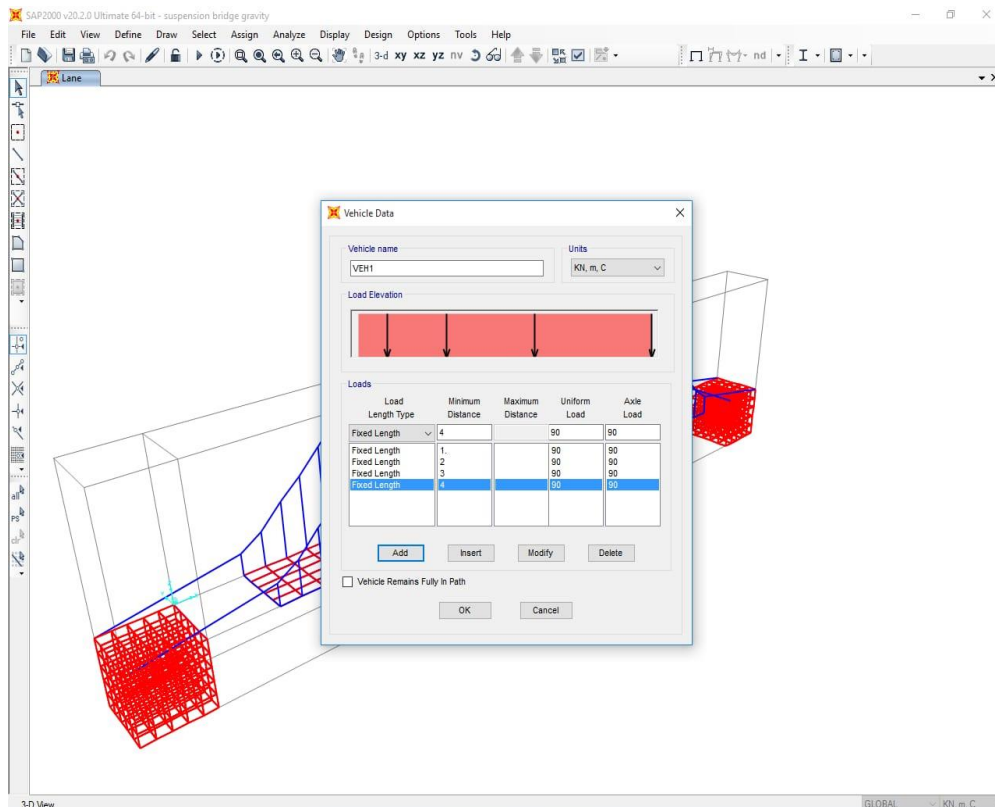 SAP2000 v20.2.0 Ultimate 64-bit - suspension bridge gravity
File Edit View Define Draw Select Assign Analyze Display Design Options Tools Help
3-d xy xz yz nv
nd
Lane
Vehicle Data
Vehicle name
Units
VEH1
KN, m, C
Load Elevation
Loads
Load Length Type Minimum Distance Maximum Distance Uniform Load Axle Load
Fixed Length 4 90 90
Fixed Length 1. 90 90
Fixed Length 2 90 90
Fixed Length 3 90 90
Fixed Length 4 90 90
Add Insert Modify Delete
Vehicle Remains Fully In Path
OK Cancel
all
PS
clr
3-D View
GLOBAL
KN, m, C